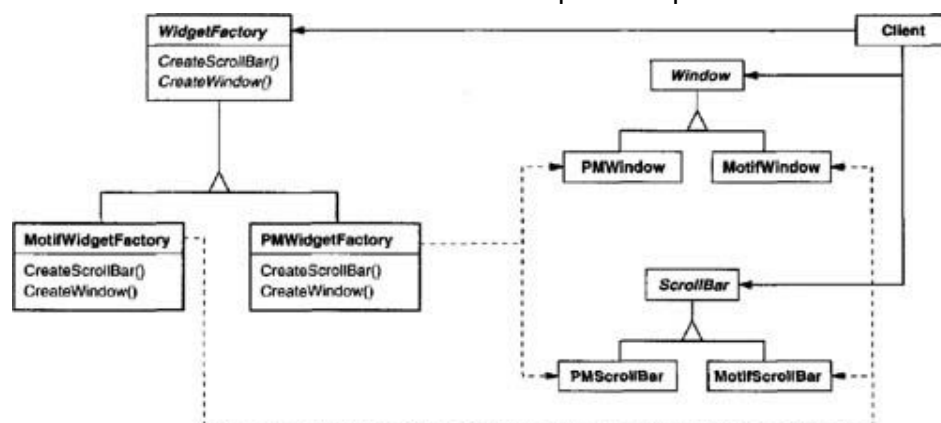 WidgetFactory
CreateScrollBar()
CreateWindow()
Client
Window
PMWindow
MotifWindow
MotifWidgetFactory
CreateScrollBar()
CreateWindow()
PMWidgetFactory
CreateScrollBar()
CreateWindow()
ScrollBar
PMScrollBar
MotifScrollBar